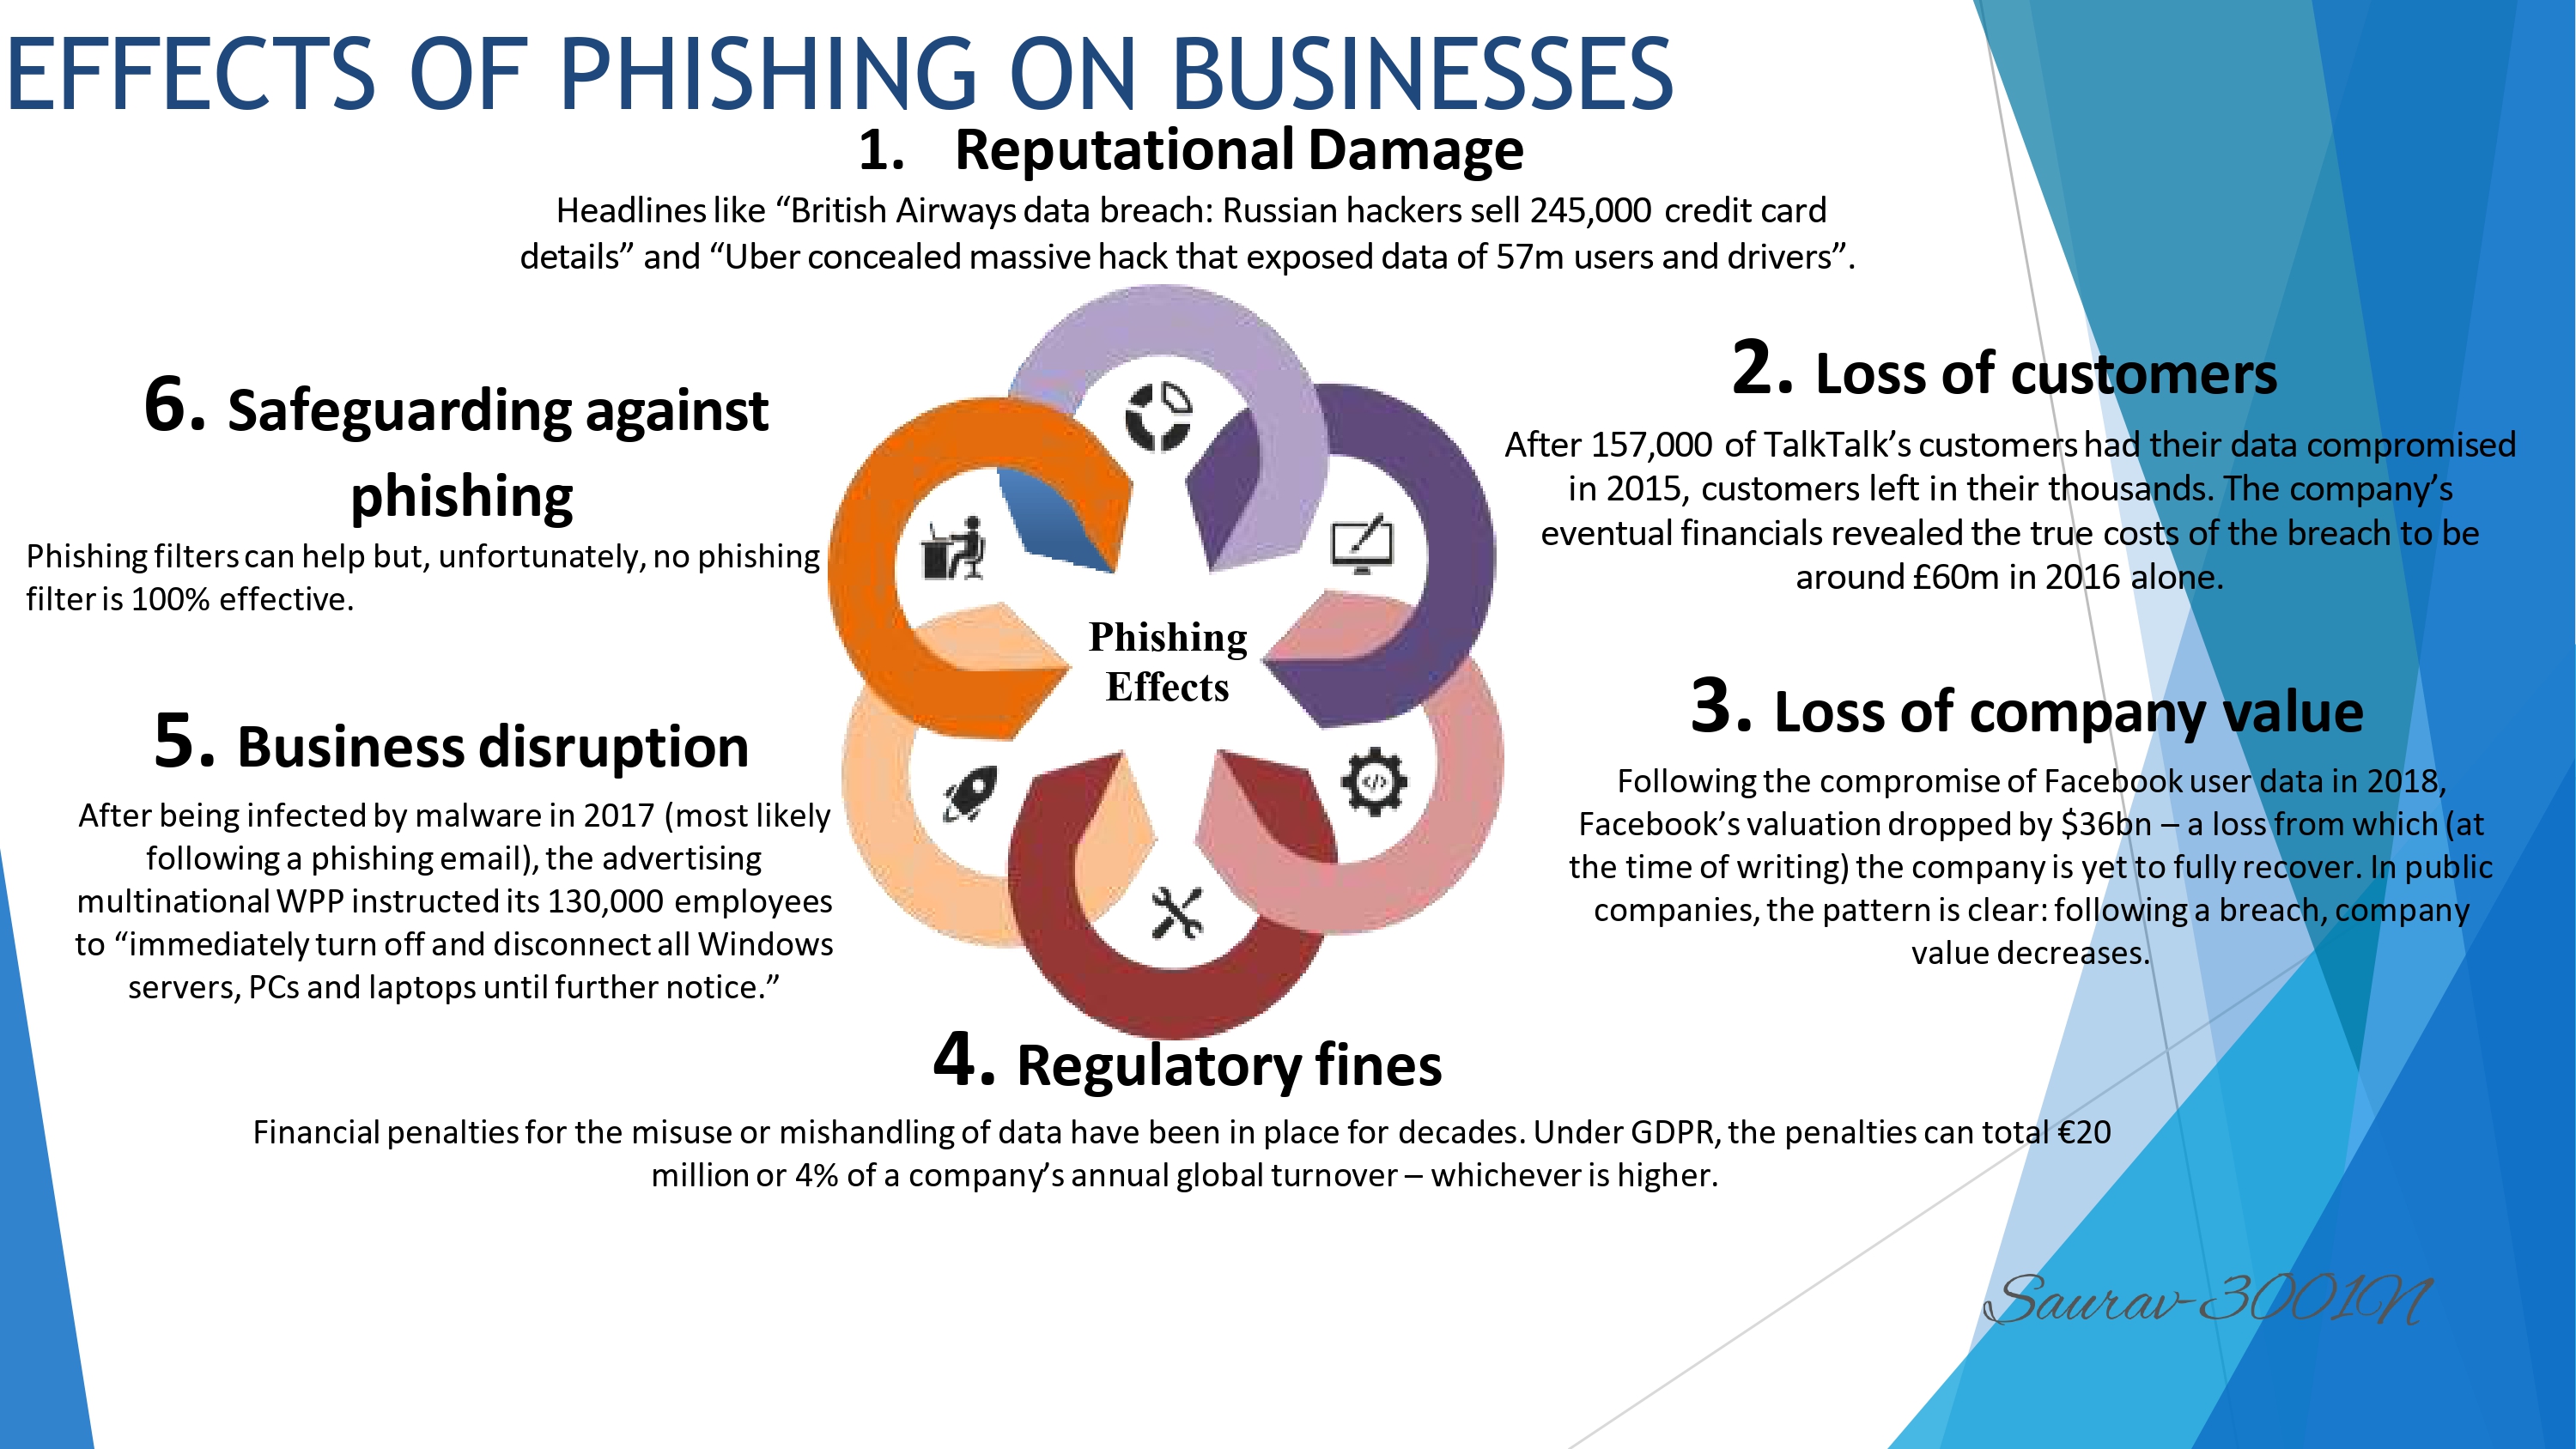 EFFECTS OF PHISHING ON BUSINESSES
1. Reputational Damage
Headlines like “British Airways data breach: Russian hackers sell 245,000 credit card
details” and “Uber concealed massive hack that exposed data of 57m users and drivers”.
2. Loss of customers
After 157,000 of TalkTalk’s customers had their data compromised
in 2015, customers left in their thousands. The company’s
eventual financials revealed the true costs of the breach to be
around £60m in 2016 alone.
3. Loss of company value
Following the compromise of Facebook user data in 2018,
Facebook’s valuation dropped by $36bn – a loss from which (at
the time of writing) the company is yet to fully recover. In public
companies, the pattern is clear: following a breach, company
value decreases.
4. Regulatory fines
Financial penalties for the misuse or mishandling of data have been in place for decades. Under GDPR, the penalties can total €20
million or 4% of a company’s annual global turnover – whichever is higher.
5. Business disruption
After being infected by malware in 2017 (most likely
following a phishing email), the advertising
multinational WPP instructed its 130,000 employees
to “immediately turn off and disconnect all Windows
servers, PCs and laptops until further notice.”
6. Safeguarding against
phishing
Phishing filters can help but, unfortunately, no phishing
filter is 100% effective.
Phishing
Effects
</>
Saurav-3001N